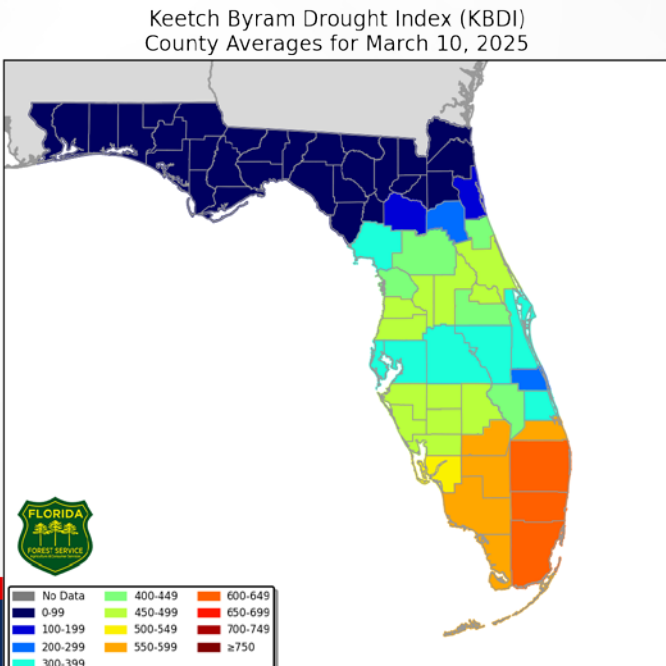 Keetch Byram Drought Index (KBDI)
County Averages for March 10, 2025
FLORIDA
FOREST SERVICE
No Data
0-99
100-199
200-299
300-399
400-449
450-499
500-549
550-599
600-649
650-699
700-749
≥750